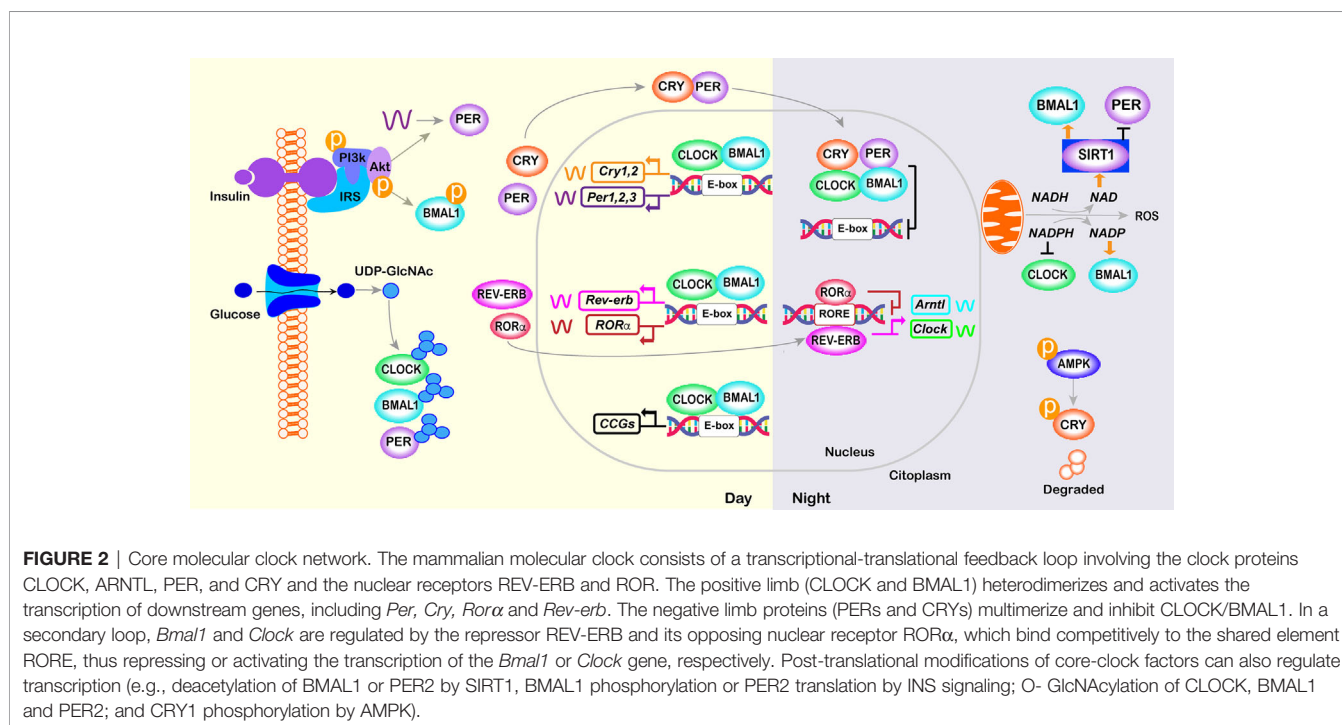 CRY PER
PER
CRY
PER
BMAL1 PER
SIRT1
NADH NAD
ROS
NADPH NADP
CLOCK BMAL1
P
PI3k
Akt
P
IRS
Insulin
P
BMAL1
CLOCK BMAL1
Cry1,2
E-box
Per1,2,3
CRY PER
CLOCK BMAL1
E-box
UDP-GlcNAc
Glucose
REV-ERB
RORα
CLOCK BMAL1
Rev-erb
E-box
RORα
RORα
RORE
REV-ERB
Arntl
Clock
CLOCK
BMAL1
PER
CLOCK BMAL1
CCGs
E-box
P
AMPK
P
CRY
Degraded
Nucleus
Citoplasm
Day Night
FIGURE 2 | Core molecular clock network. The mammalian molecular clock consists of a transcriptional-translational feedback loop involving the clock proteins
CLOCK, ARNTL, PER, and CRY and the nuclear receptors REV-ERB and ROR. The positive limb (CLOCK and BMAL1) heterodimerizes and activates the
transcription of downstream genes, including Per, Cry, Rorα and Rev-erb. The negative limb proteins (PERs and CRYs) multimerize and inhibit CLOCK/BMAL1. In a
secondary loop, Bmal1 and Clock are regulated by the repressor REV-ERB and its opposing nuclear receptor RORα, which bind competitively to the shared element
RORE, thus repressing or activating the transcription of the Bmal1 or Clock gene, respectively. Post-translational modifications of core-clock factors can also regulate
transcription (e.g., deacetylation of BMAL1 or PER2 by SIRT1, BMAL1 phosphorylation or PER2 translation by INS signaling; O- GlcNAcylation of CLOCK, BMAL1
and PER2; and CRY1 phosphorylation by AMPK).